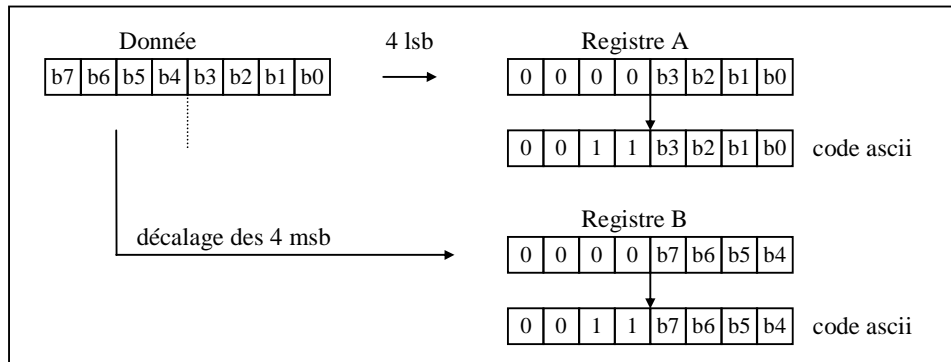 Donnée 4 lsb Registre A
b7 b6 b5 b4 b3 b2 b1 b0 0 0 0 0 b3 b2 b1 b0
0 0 1 1 b3 b2 b1 b0 code ascii
Registre B
décalage des 4 msb
0 0 0 0 b7 b6 b5 b4
0 0 1 1 b7 b6 b5 b4 code ascii